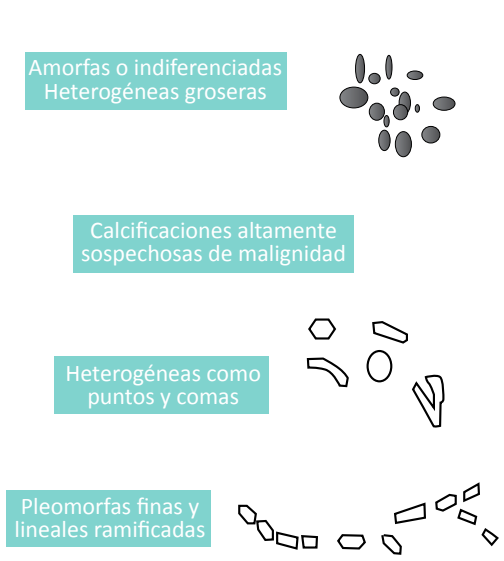 Amorfas o indiferenciadas
Heterogéneas groseras
Calcificaciones altamente
sospechosas de malignidad
Heterogéneas como
puntos y comas
Pleomorfas finas y
lineales ramificadas